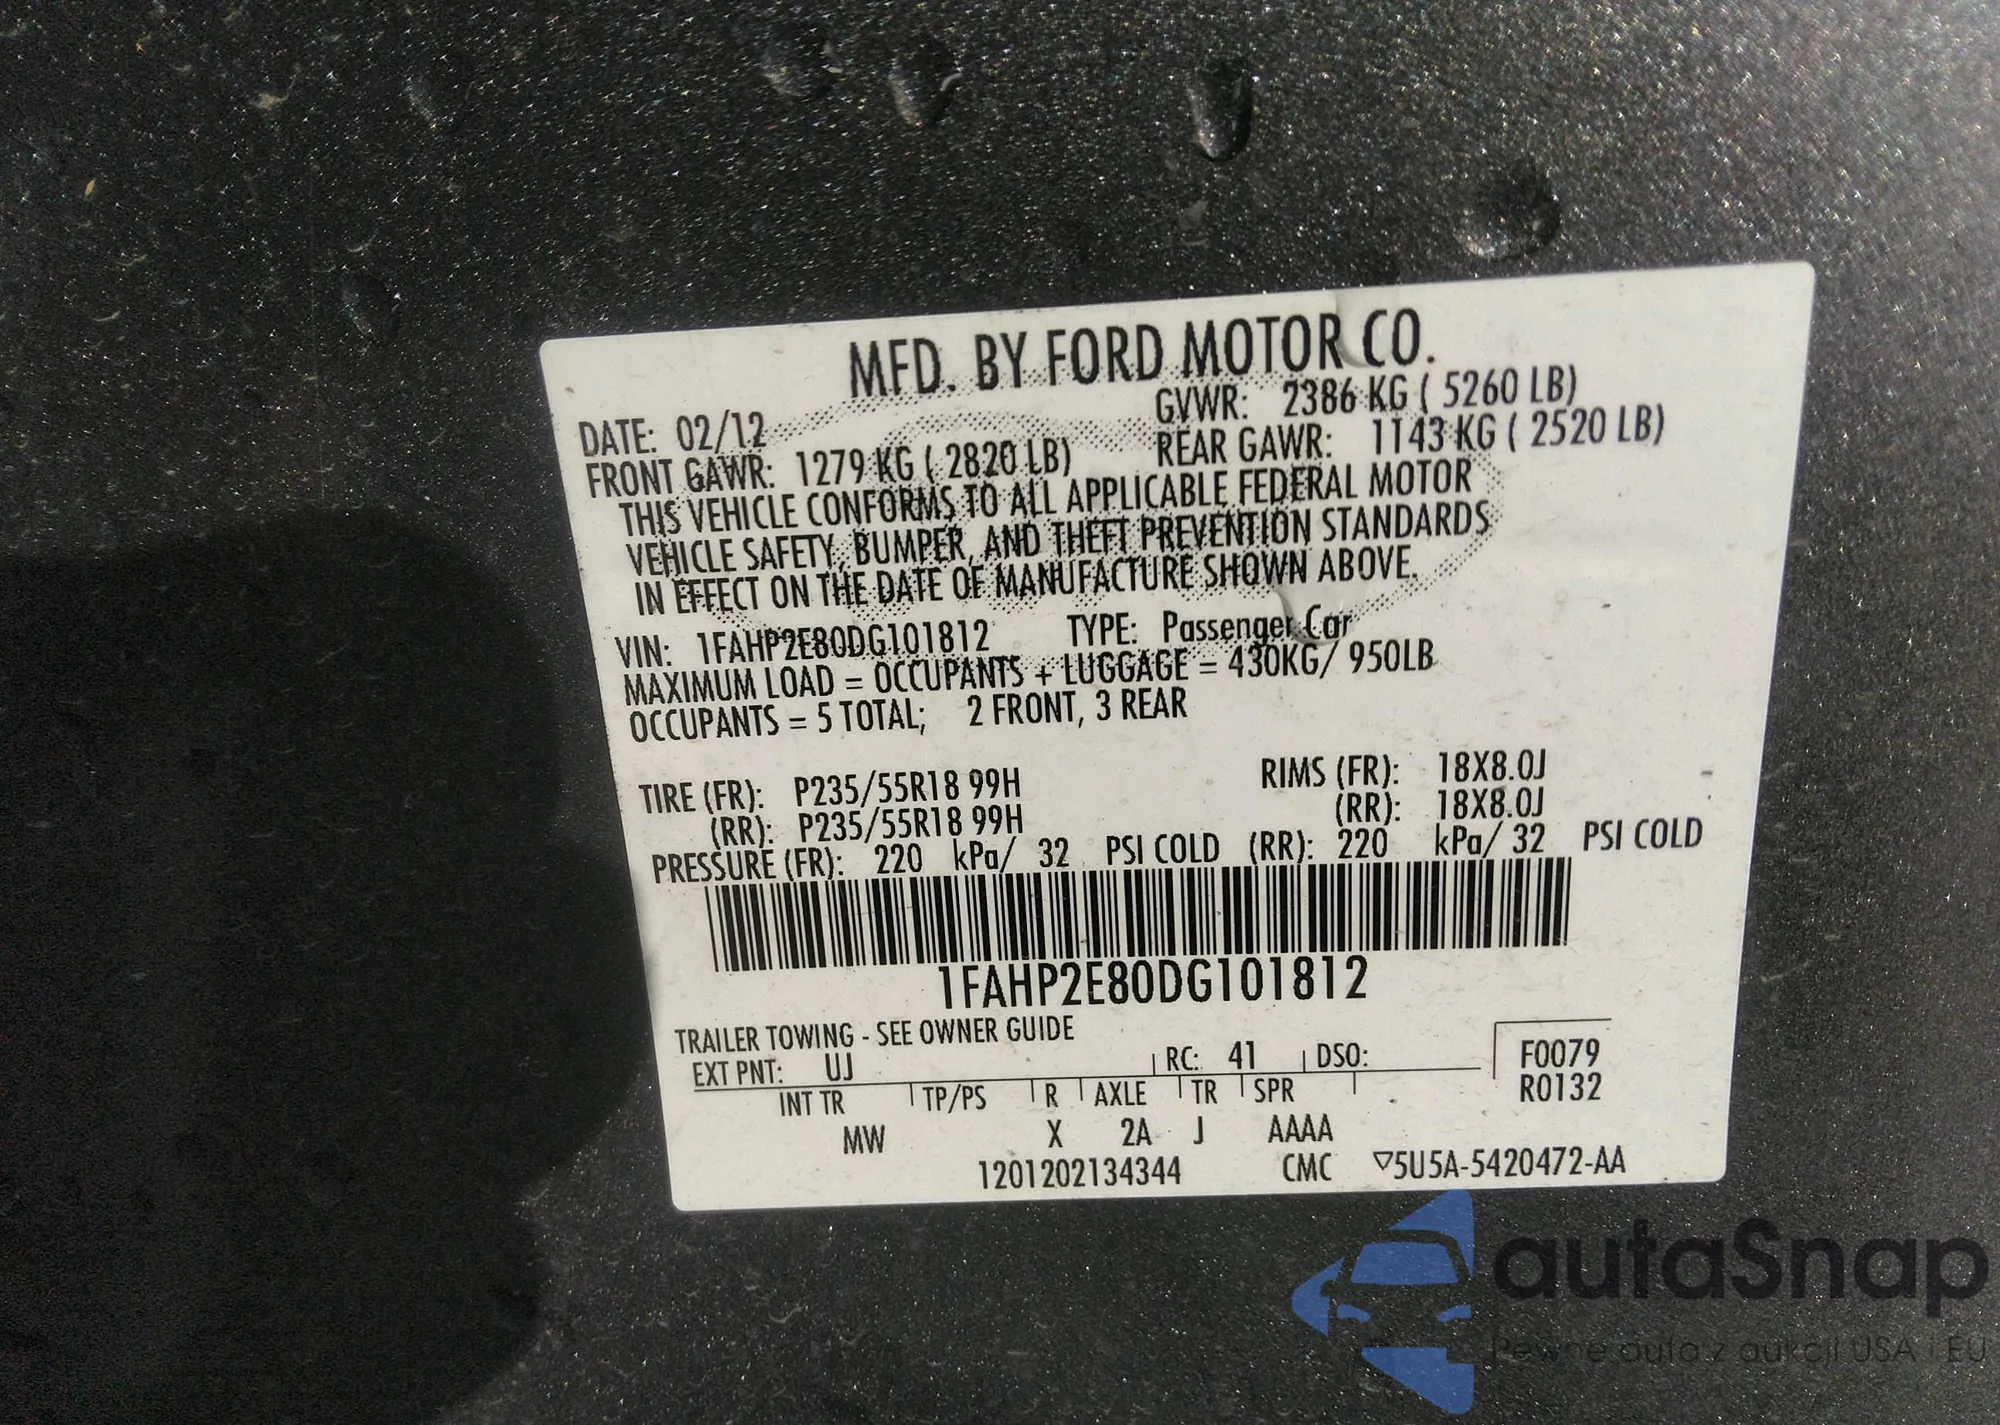 MFD. BY FORD MOTOR CO.
DATE: 02/12 GVWR: 2386 KG ( 5260 LB)
FRONT GAWR: 1279 KG ( 2820 LB) REAR GAWR: 1143 KG ( 2520 LB)
THIS VEHICLE CONFORMS TO ALL APPLICABLE FEDERAL MOTOR
VEHICLE SAFETY, BUMPER, AND THEFT PREVENTION STANDARDS
IN EFFECT ON THE DATE OF MANUFACTURE SHOWN ABOVE.
VIN: 1FAHP2E80DG101812 TYPE: Passenger Car
MAXIMUM LOAD = OCCUPANTS + LUGGAGE = 430KG/ 950LB
OCCUPANTS = 5 TOTAL; 2 FRONT, 3 REAR
TIRE (FR): P235/55R18 99H RIMS (FR): 18X8.0J
(RR): P235/55R18 99H (RR): 18X8.0J
PRESSURE (FR): 220 kPa/ 32 PSI COLD (RR): 220 kPa/ 32 PSI COLD
1FAHP2E80DG101812
TRAILER TOWING - SEE OWNER GUIDE
EXT PNT: UJ RC: 41 DSO: F0079
INT TR TP/PS R AXLE TR SPR R0132
MW X 2A J AAAA
1201202134344 CMC ▽5U5A-5420472-AA
autaSnap
Pewne auta z aukcji USA i EU